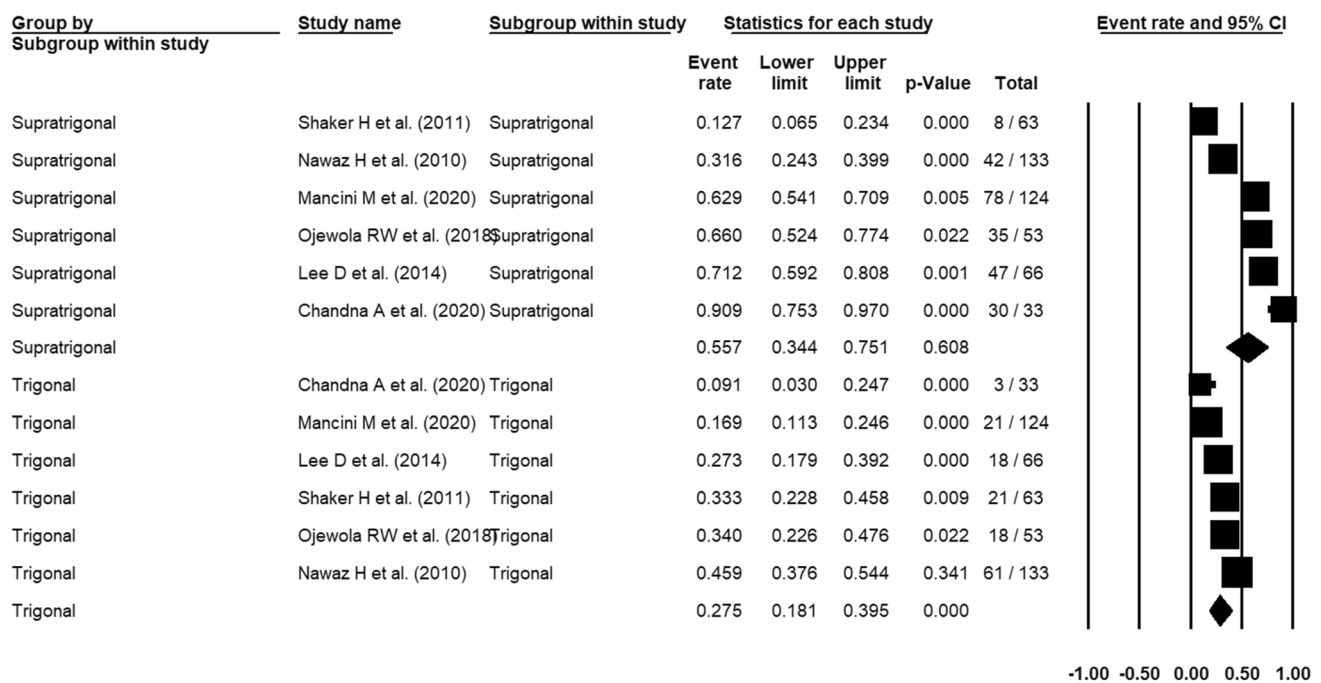 Group by Study name Subgroup within study Statistics for each study Event rate and 95% CI
Subgroup within study
Event rate Lower limit Upper limit p-Value Total
Supratrigonal Shaker H et al. (2011) Supratrigonal 0.127 0.065 0.234 0.000 8 / 63
Supratrigonal Nawaz H et al. (2010) Supratrigonal 0.316 0.243 0.399 0.000 42 / 133
Supratrigonal Mancini M et al. (2020) Supratrigonal 0.629 0.541 0.709 0.005 78 / 124
Supratrigonal Ojewola RW et al. (2018) Supratrigonal 0.660 0.524 0.774 0.022 35 / 53
Supratrigonal Lee D et al. (2014) Supratrigonal 0.712 0.592 0.808 0.001 47 / 66
Supratrigonal Chandna A et al. (2020) Supratrigonal 0.909 0.753 0.970 0.000 30 / 33
Supratrigonal 0.557 0.344 0.751 0.608
Trigonal Chandna A et al. (2020) Trigonal 0.091 0.030 0.247 0.000 3 / 33
Trigonal Mancini M et al. (2020) Trigonal 0.169 0.113 0.246 0.000 21 / 124
Trigonal Lee D et al. (2014) Trigonal 0.273 0.179 0.392 0.000 18 / 66
Trigonal Shaker H et al. (2011) Trigonal 0.333 0.228 0.458 0.009 21 / 63
Trigonal Ojewola RW et al. (2018) Trigonal 0.340 0.226 0.476 0.022 18 / 53
Trigonal Nawaz H et al. (2010) Trigonal 0.459 0.376 0.544 0.341 61 / 133
Trigonal 0.275 0.181 0.395 0.000
-1.00 -0.50 0.00 0.50 1.00